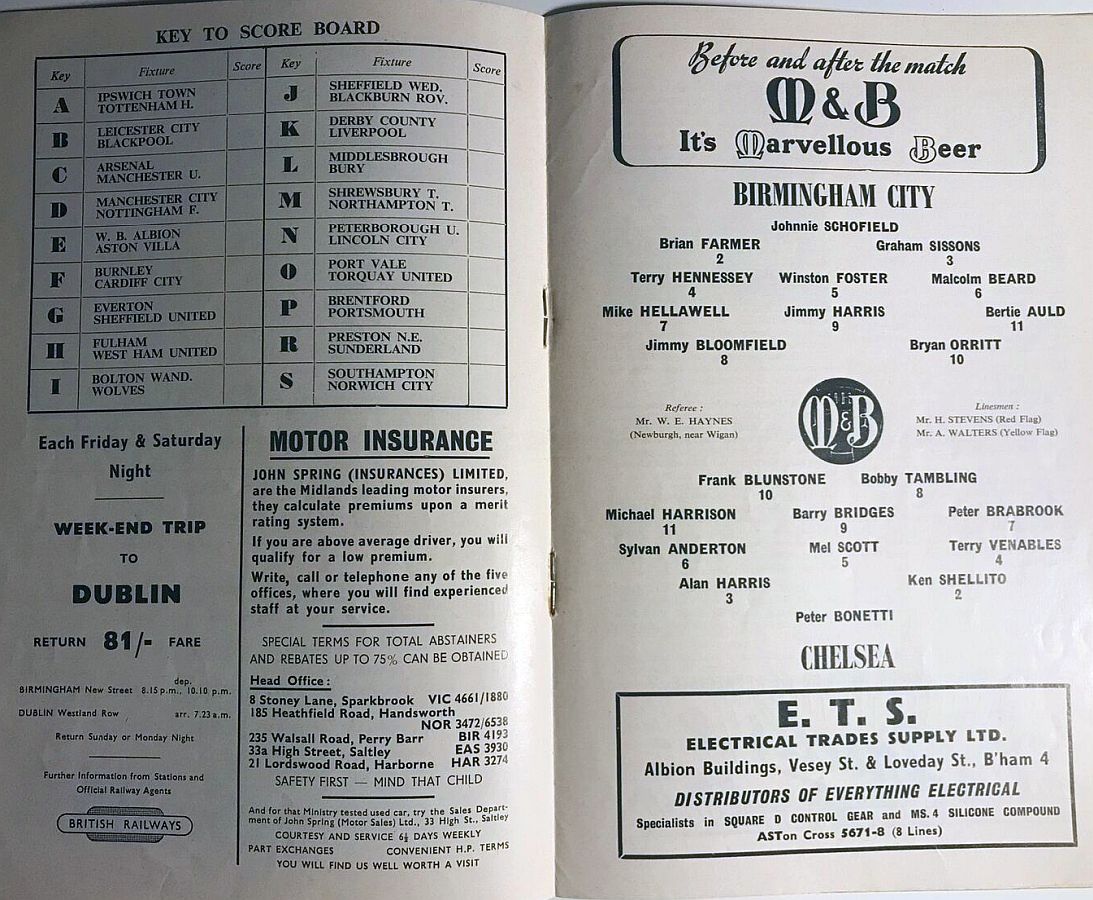 KEY TO SCORE BOARD
Key Fixture Score Key Fixture Score
A IPSWICH TOWN
TOTTENHAM H.
B LEICESTER CITY
BLACKPOOL
C ARSENAL
MANCHESTER U.
D MANCHESTER CITY
NOTTINGHAM F.
E W. B. ALBION
ASTON VILLA
F BURNLEY
CARDIFF CITY
G EVERTON
SHEFFIELD UNITED
H FULHAM
WEST HAM UNITED
I BOLTON WAND.
WOLVES
J SHEFFIELD WED.
BLACKBURN ROV.
K DERBY COUNTY
LIVERPOOL
L MIDDLESBROUGH
BURY
M SHREWSBURY T.
NORTHAMPTON T.
N PETERBOROUGH U.
LINCOLN CITY
O PORT VALE
TORQUAY UNITED
P BRENTFORD
PORTSMOUTH
R PRESTON N.E.
SUNDERLAND
S SOUTHAMPTON
NORWICH CITY
Each Friday & Saturday
Night
WEEK-END TRIP
TO
DUBLIN
RETURN 81/- FARE
dep.
BIRMINGHAM New Street 8.15 p.m., 10.10 p.m.
DUBLIN Westland Row , arr. 7.23 a.m.
Return Sunday or Monday Night
Further Information from Stations and
Official Railway Agents
BRITISH RAILWAYS
MOTOR INSURANCE
JOHN SPRING (INSURANCES) LIMITED,
are the Midlands leading motor insurers,
they calculate premiums upon a merit
rating system.
If you are above average driver, you will
qualify for a low premium.
Write, call or telephone any of the five
offices, where you will find experienced
staff at your service.
SPECIAL TERMS FOR TOTAL ABSTAINERS
AND REBATES UP TO 75% CAN BE OBTAINED
Head Office :
8 Stoney Lane, Sparkbrook VIC 4661/1880
185 Heathfield Road, Handsworth
NOR 3472/6538
235 Walsall Road, Perry Barr BIR 4193
33a High Street, Saltley EAS 3930
21 Lordswood Road, Harborne HAR 3274
SAFETY FIRST — MIND THAT CHILD
And for that Ministry tested used car, try the Sales Depart-
ment of John Spring (Motor Sales) Ltd., 33 High St., Saltley
COURTESY AND SERVICE 6½ DAYS WEEKLY
PART EXCHANGES CONVENIENT H.P. TERMS
YOU WILL FIND US WELL WORTH A VISIT
Before and after the match
M & B
It's Marvellous Beer
BIRMINGHAM CITY
Johnnie SCHOFIELD
Brian FARMER Graham SISSONS
2 3
Terry HENNESSEY Winston FOSTER Malcolm BEARD
4 5 6
Mike HELLAWELL Jimmy HARRIS Bertie AULD
7 9 11
Jimmy BLOOMFIELD Bryan ORRITT
8 10
Referee :
Mr. W. E. HAYNES
(Newburgh, near Wigan)
M & B
Linesmen :
Mr. H. STEVENS (Red Flag)
Mr. A. WALTERS (Yellow Flag)
Frank BLUNSTONE Bobby TAMBLING
10 8
Michael HARRISON Barry BRIDGES Peter BRABROOK
11 9 7
Sylvan ANDERTON Mel SCOTT Terry VENABLES
6 5 4
Alan HARRIS Ken SHELLITO
3 2
Peter BONETTI
CHELSEA
E. T. S.
ELECTRICAL TRADES SUPPLY LTD.
Albion Buildings, Vesey St. & Loveday St., B'ham 4
DISTRIBUTORS OF EVERYTHING ELECTRICAL
Specialists in SQUARE D CONTROL GEAR and MS. 4 SILICONE COMPOUND
ASTon Cross 5671-8 (8 Lines)